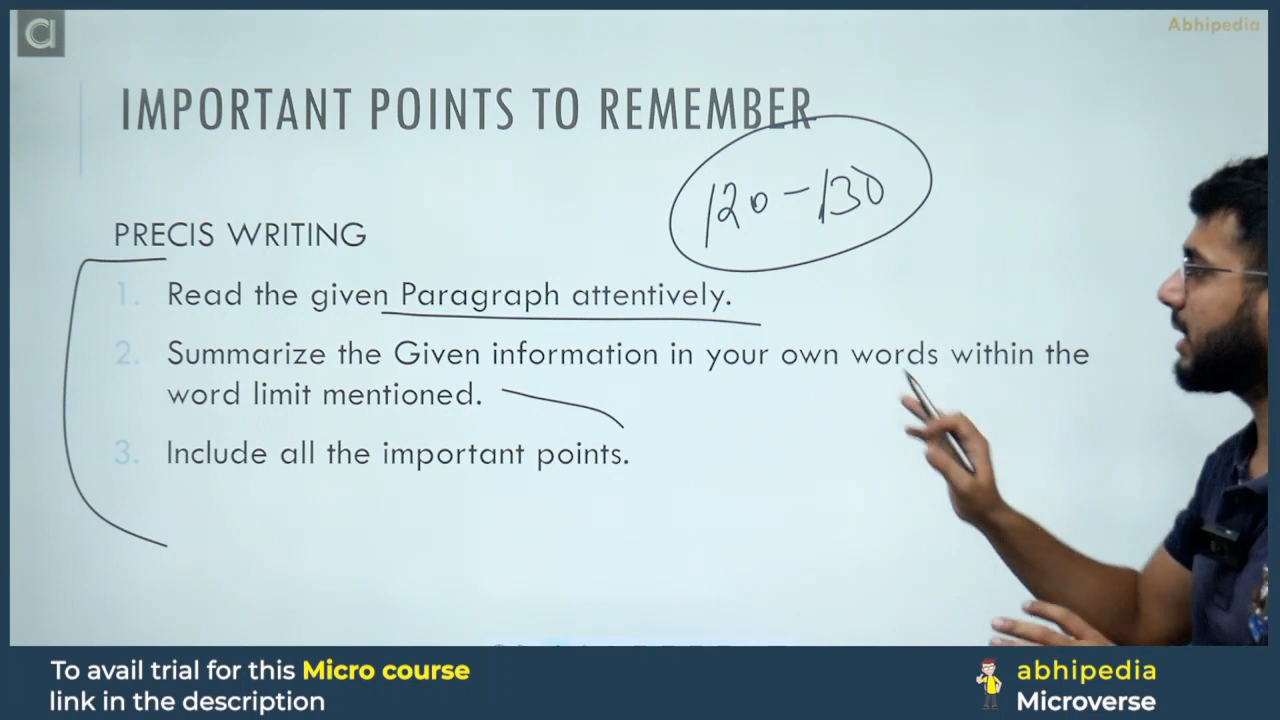 Abhipedia
IMPORTANT POINTS TO REMEMBER
120-130
PRECIS WRITING
1. Read the given Paragraph attentively.
2. Summarize the Given information in your own words within the
word limit mentioned.
3. Include all the important points.
To avail trial for this Micro course
link in the description
abhipedia
Microverse